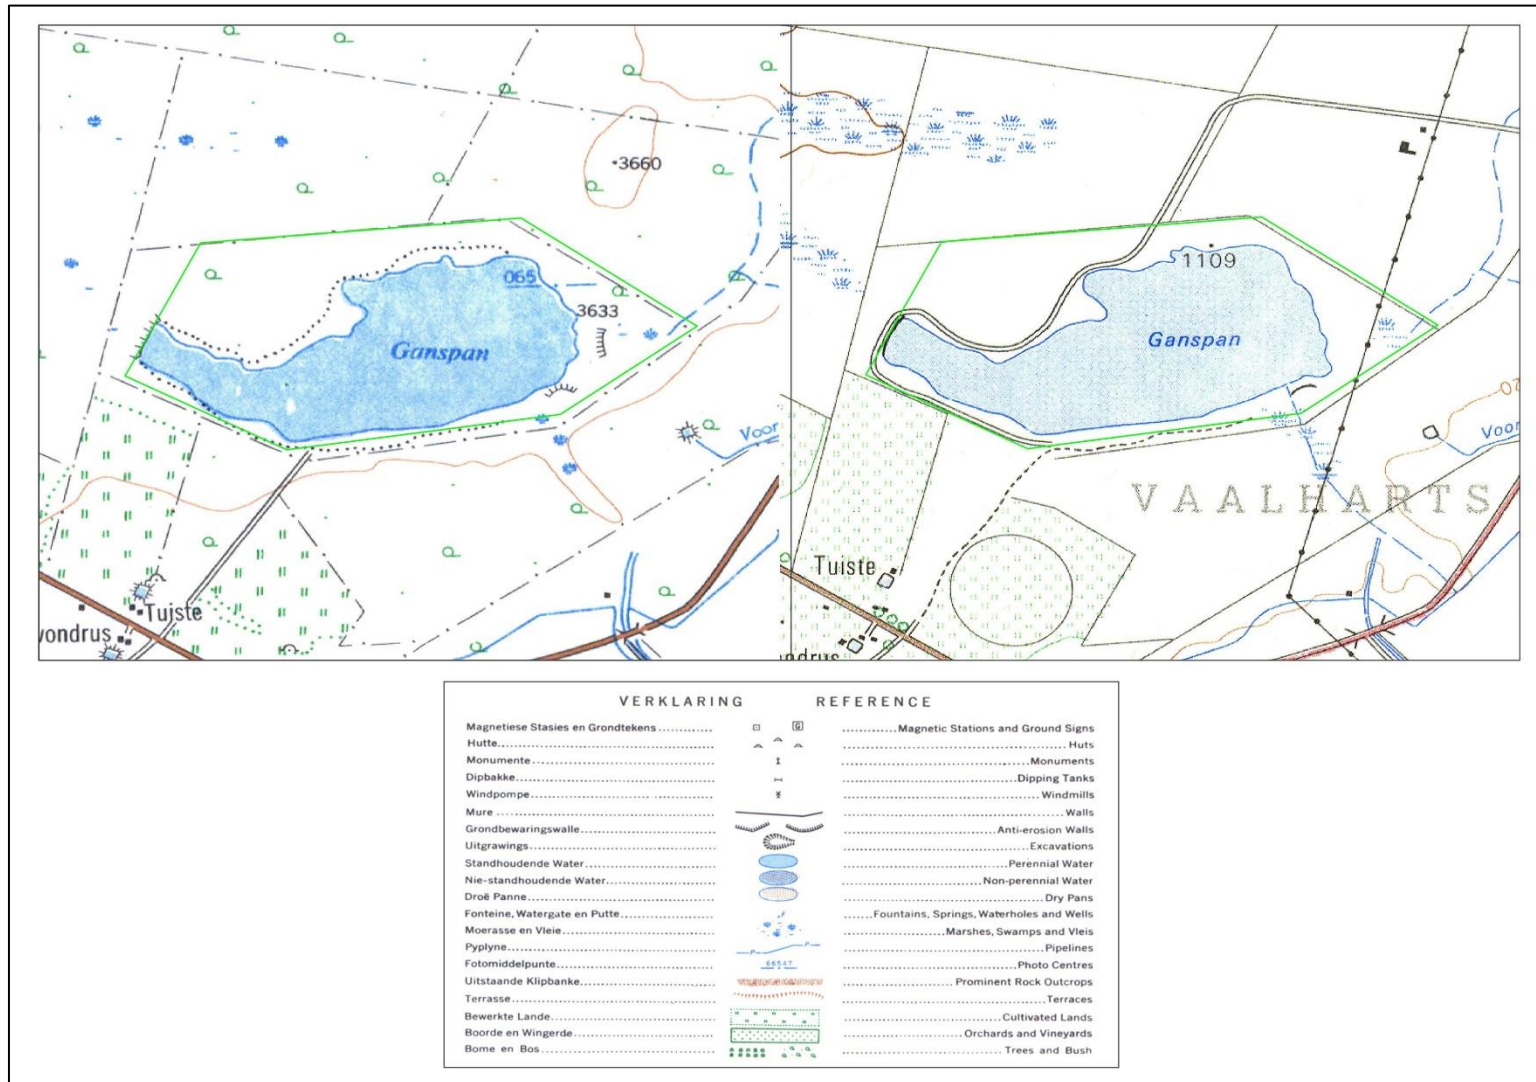 3660
065
3633
Ganspan
Voor
Tuiste
vondrus
1109
Ganspan
Voor
VAALHARTS
20
Tuiste
ondrus
VERKLARING REFERENCE
Magnetiese Stasies en Grondtekens G Magnetic Stations and Ground Signs
Hutte Huts
Monumente Monuments
Dipbakke Dipping Tanks
Windpompe Windmills
Mure Walls
Grondbewaringswalle Anti-erosion Walls
Uitgrawings Excavations
Standhoudende Water Perennial Water
Nie-standhoudende Water Non-perennial Water
Droë Panne Dry Pans
Fonteine, Watergate en Putte Fountains, Springs, Waterholes and Wells
Moerasse en Vleie Marshes, Swamps and Vleis
Pyplyne P P Pipelines
Fotomiddelpunte 66547 Photo Centres
Uitstaande Klipbanke Prominent Rock Outcrops
Terrasse Terraces
Bewerkte Lande Cultivated Lands
Boorde en Wingerde Orchards and Vineyards
Bome en Bos Trees and Bush